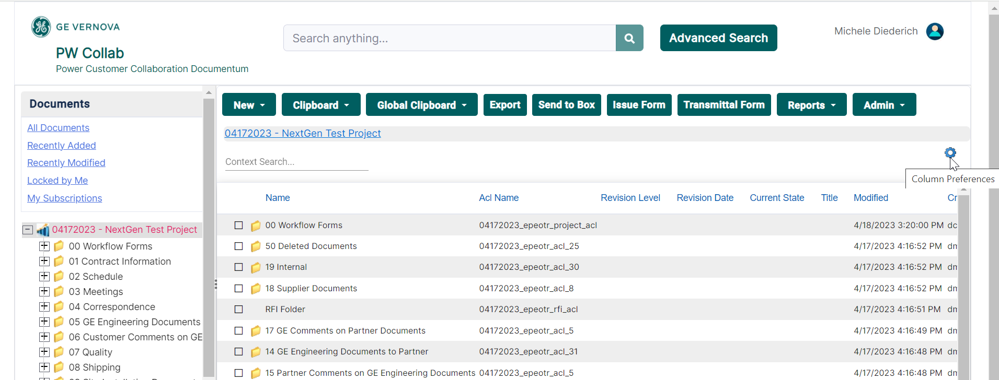 GE VERNOVA
PW Collab
Power Customer Collaboration Documentum
Search anything...
Advanced Search
Michele Diederich
Documents
All Documents
Recently Added
Recently Modified
Locked by Me
My Subscriptions
04172023 - NextGen Test Project
00 Workflow Forms
01 Contract Information
02 Schedule
03 Meetings
04 Correspondence
05 GE Engineering Documents
06 Customer Comments on GE
07 Quality
08 Shipping
New Clipboard Global Clipboard Export Send to Box Issue Form Transmittal Form Reports Admin
04172023 - NextGen Test Project
Context Search...
Column Preferences
Name Acl Name Revision Level Revision Date Current State Title Modified Cr
00 Workflow Forms 04172023_epeotr_project_acl 4/18/2023 3:20:00 PM dc
50 Deleted Documents 04172023_epeotr_acl_25 4/17/2023 4:16:52 PM dm
19 Internal 04172023_epeotr_acl_30 4/17/2023 4:16:52 PM dm
18 Supplier Documents 04172023_epeotr_acl_8 4/17/2023 4:16:52 PM dm
RFI Folder 04172023_epeotr_rfi_acl 4/17/2023 4:16:51 PM dm
17 GE Comments on Partner Documents 04172023_epeotr_acl_5 4/17/2023 4:16:49 PM dm
14 GE Engineering Documents to Partner 04172023_epeotr_acl_31 4/17/2023 4:16:48 PM dm
15 Partner Comments on GE Engineering Documents 04172023_epeotr_acl_5 4/17/2023 4:16:48 PM dm